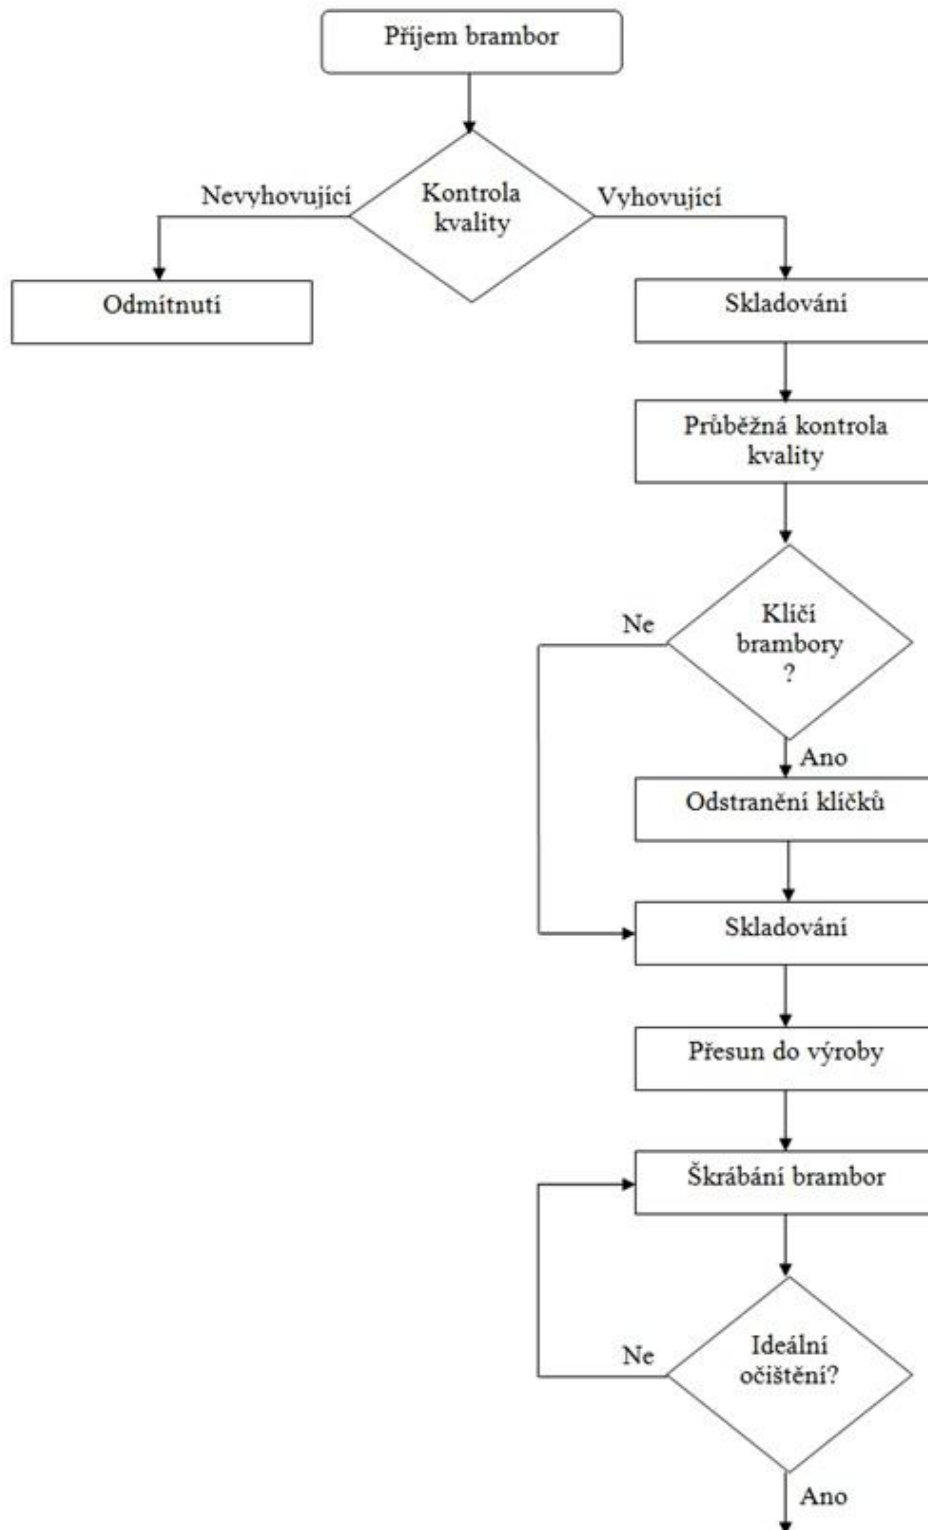 Příjem brambor
Kontrola
kvality
Nevyhovující
Vyhovující
Odmítnutí
Skladování
Průběžná kontrola
kvality
Klíčí
brambory
?
Ne
Ano
Odstranění klíčků
Skladování
Přesun do výroby
Škrábání brambor
Ideální
očištění?
Ne
Ano